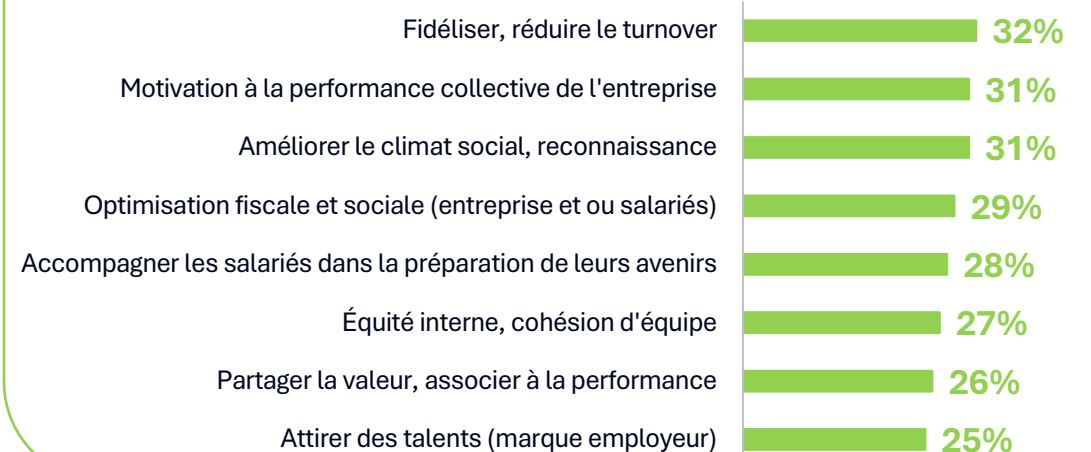 Fidéliser, réduire le turnover 32%
Motivation à la performance collective de l'entreprise 31%
Améliorer le climat social, reconnaissance 31%
Optimisation fiscale et sociale (entreprise et ou salariés) 29%
Accompagner les salariés dans la préparation de leurs avenirs 28%
Équité interne, cohésion d'équipe 27%
Partager la valeur, associer à la performance 26%
Attirer des talents (marque employeur) 25%